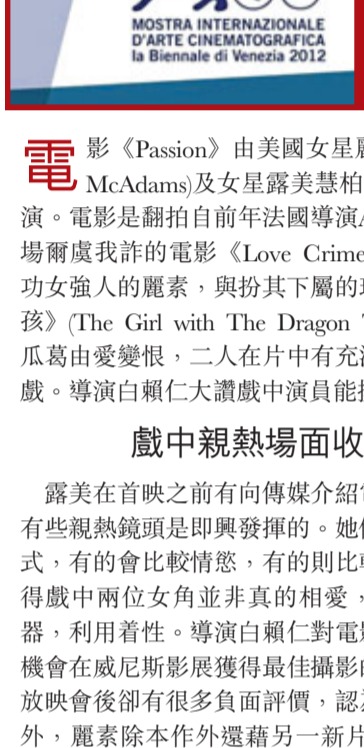 MOSTRA INTERNAZIONALE
D'ARTE CINEMATOGRAFICA
la Biennale di Venezia 2012
電影《Passion》由美國女星
McAdams)及女星露美慧柏
演。電影是翻拍自前年法國導演
場爾虞我詐的電影《Love Crime
功女強人的麗素，與扮其下屬的
孩》(The Girl with The Dragon
瓜葛由愛變恨，二人在片中有充
戲。導演白賴仁大讚戲中演員能
戲中親熱場面收
露美在首映之前有向傳媒介紹
有些親熱鏡頭是即興發揮的。她
式，有的會比較情慾，有的則比
得戲中兩位女角並非真的相愛，
器，利用着性。導演白賴仁對電
機會在威尼斯影展獲得最佳攝影
放映會後卻有很多負面評價，認
外，麗素除本作外還藉另一新片